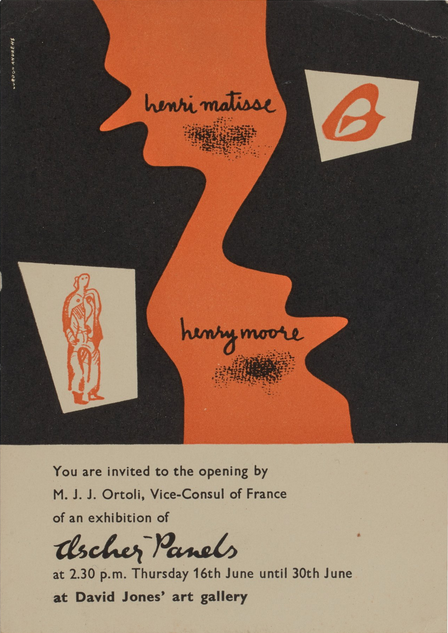 henri matisse
henry moore
You are invited to the opening by
M. J. J. Ortoli, Vice-Consul of France
of an exhibition of
Ascher Panels
at 2.30 p.m. Thursday 16th June until 30th June
at David Jones' art gallery